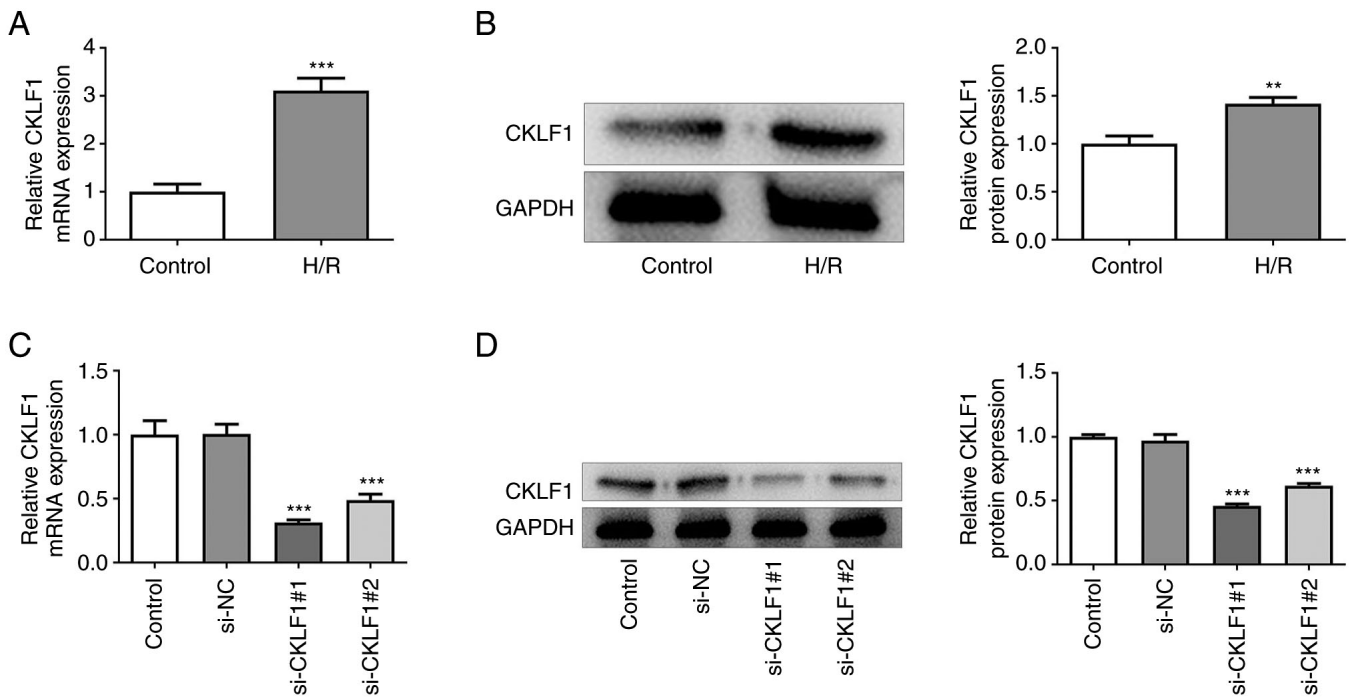 A
Relative CKLF1
mRNA expression
4
3
2
1
0
***
Control
H/R
B
CKLF1
GAPDH
Control
H/R
Relative CKLF1
protein expression
2.0
1.5
1.0
0.5
0.0
**
Control
H/R
C
Relative CKLF1
mRNA expression
1.5
1.0
0.5
0.0
***
***
Control
si-NC
si-CKLF1#1
si-CKLF1#2
D
CKLF1
GAPDH
Control
si-NC
si-CKLF1#1
si-CKLF1#2
Relative CKLF1
protein expression
1.5
1.0
0.5
0.0
***
***
Control
si-NC
si-CKLF1#1
si-CKLF1#2